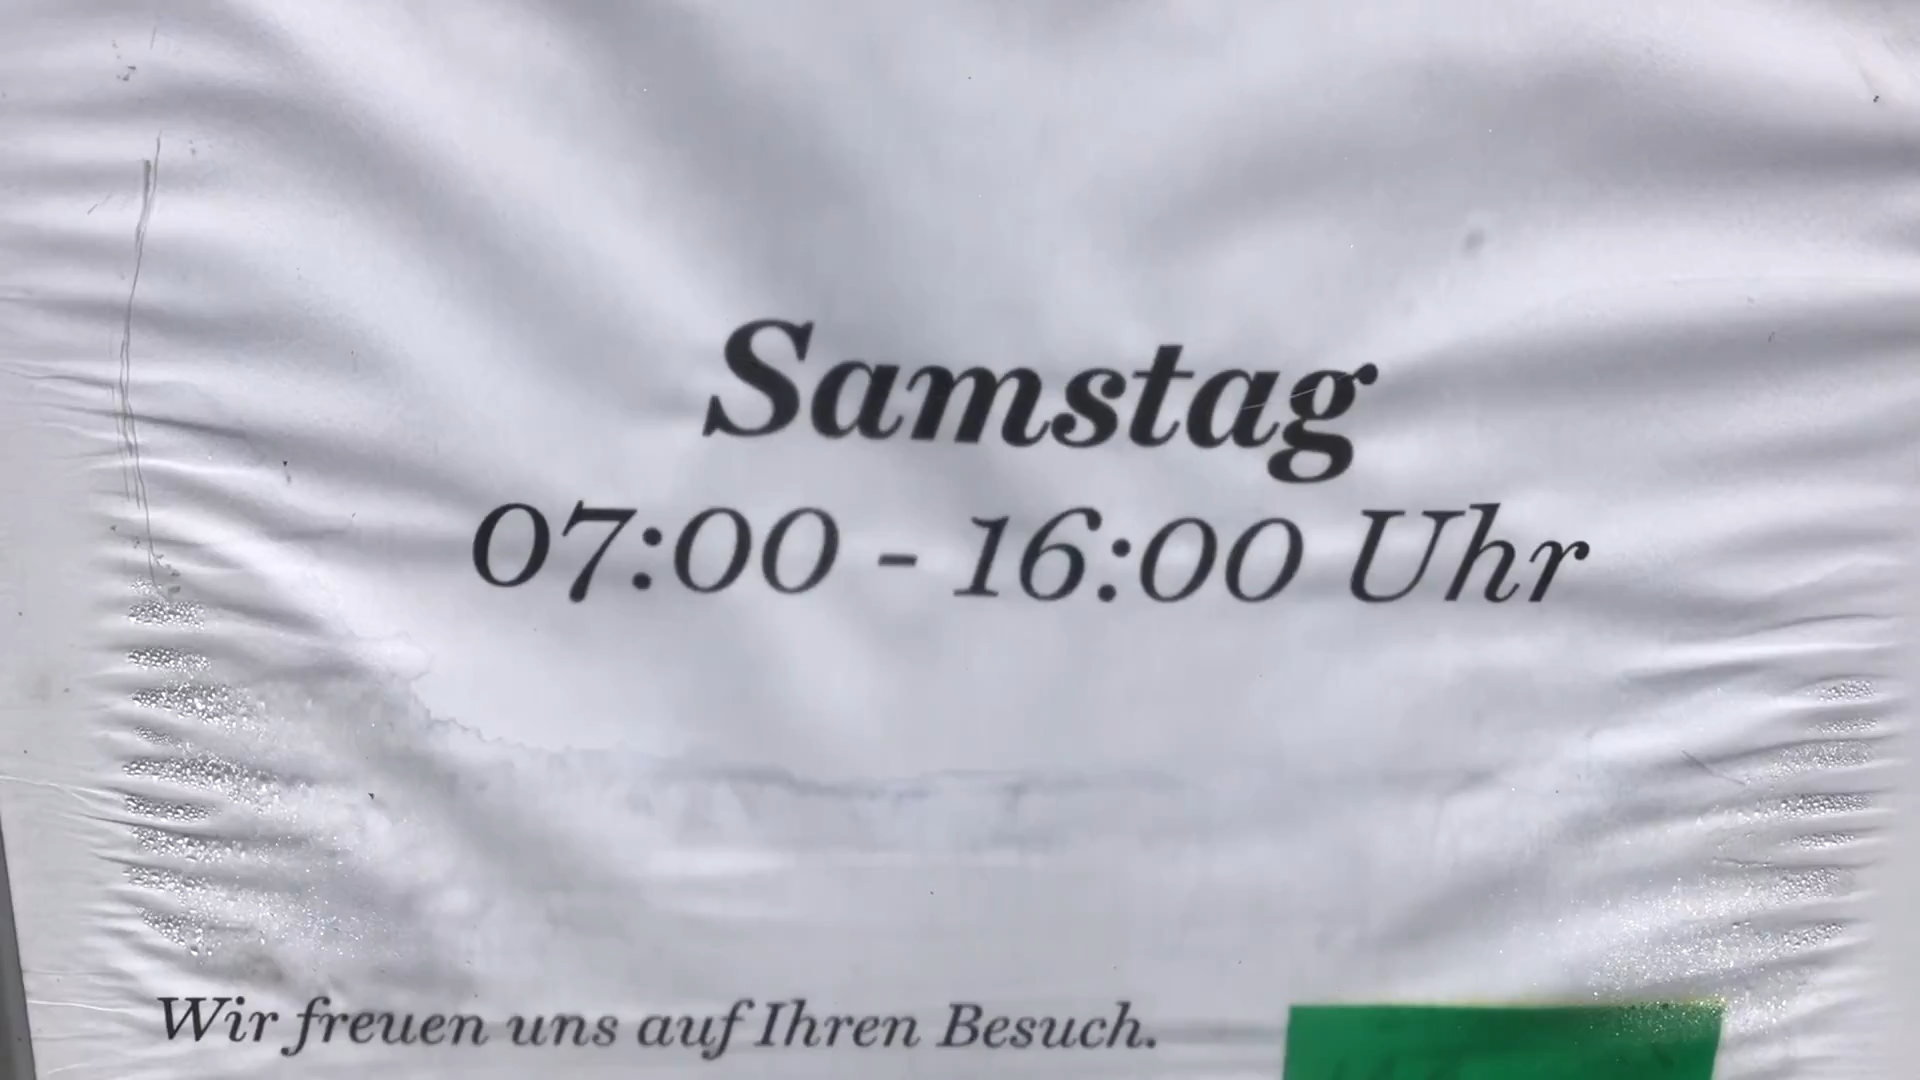 Samstag
07:00 - 16:00 Uhr
Wir freuen uns auf Ihren Besuch.